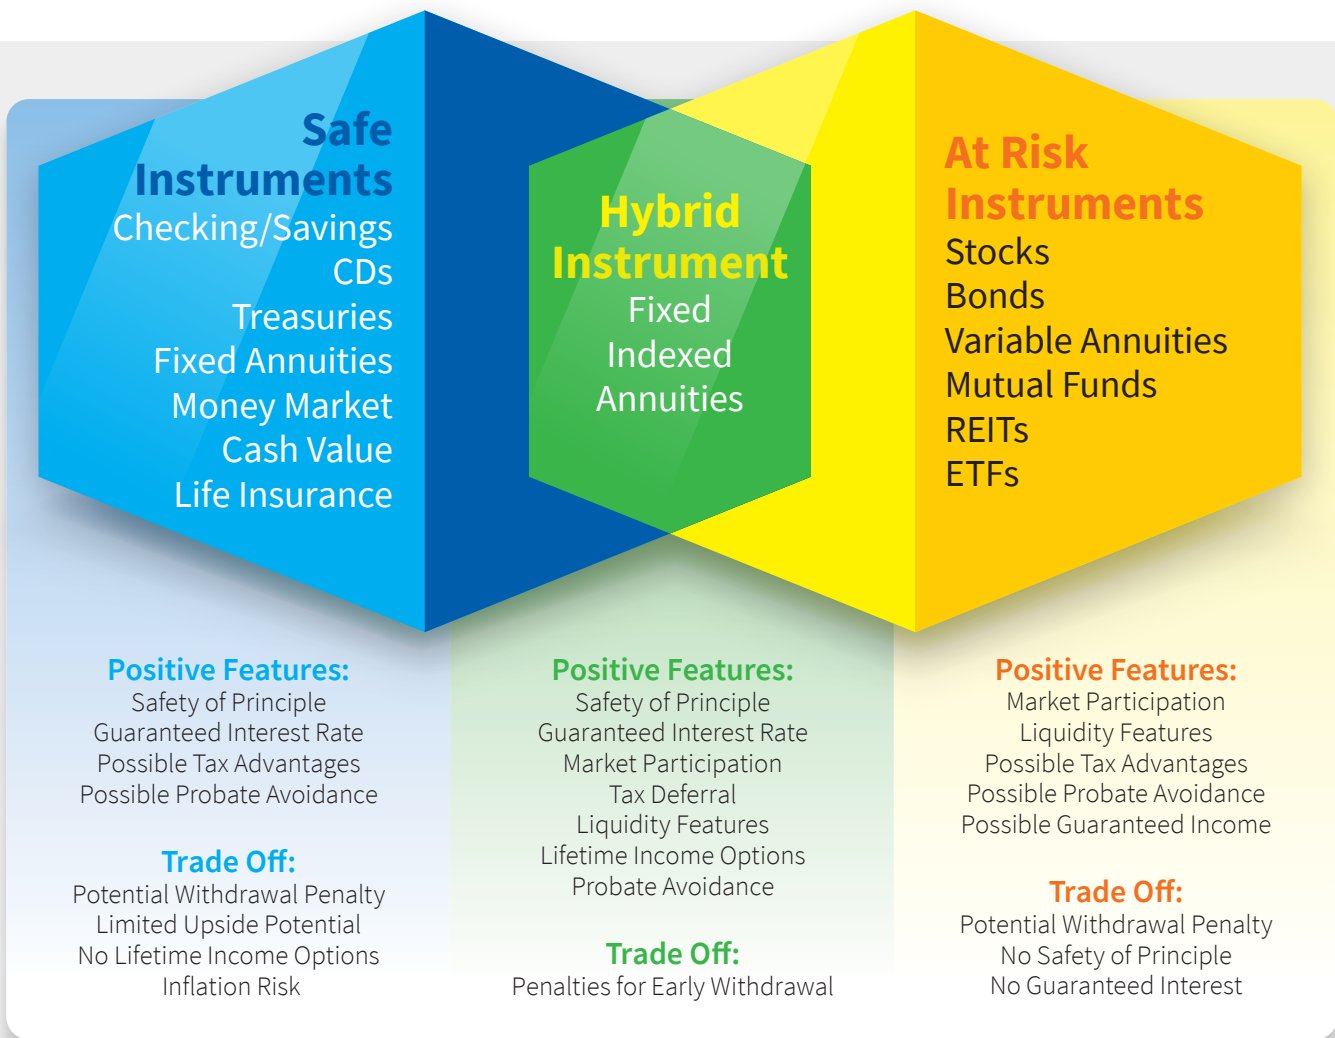 Safe
Instruments
Checking/Savings
CDs
Treasuries
Fixed Annuities
Money Market
Cash Value
Life Insurance
Hybrid
Instrument
Fixed
Indexed
Annuities
At Risk
Instruments
Stocks
Bonds
Variable Annuities
Mutual Funds
REITs
ETFs
Positive Features:
Safety of Principle
Guaranteed Interest Rate
Possible Tax Advantages
Possible Probate Avoidance
Trade Off:
Potential Withdrawal Penalty
Limited Upside Potential
No Lifetime Income Options
Inflation Risk
Positive Features:
Safety of Principle
Guaranteed Interest Rate
Market Participation
Tax Deferral
Liquidity Features
Lifetime Income Options
Probate Avoidance
Trade Off:
Penalties for Early Withdrawal
Positive Features:
Market Participation
Liquidity Features
Possible Tax Advantages
Possible Probate Avoidance
Possible Guaranteed Income
Trade Off:
Potential Withdrawal Penalty
No Safety of Principle
No Guaranteed Interest